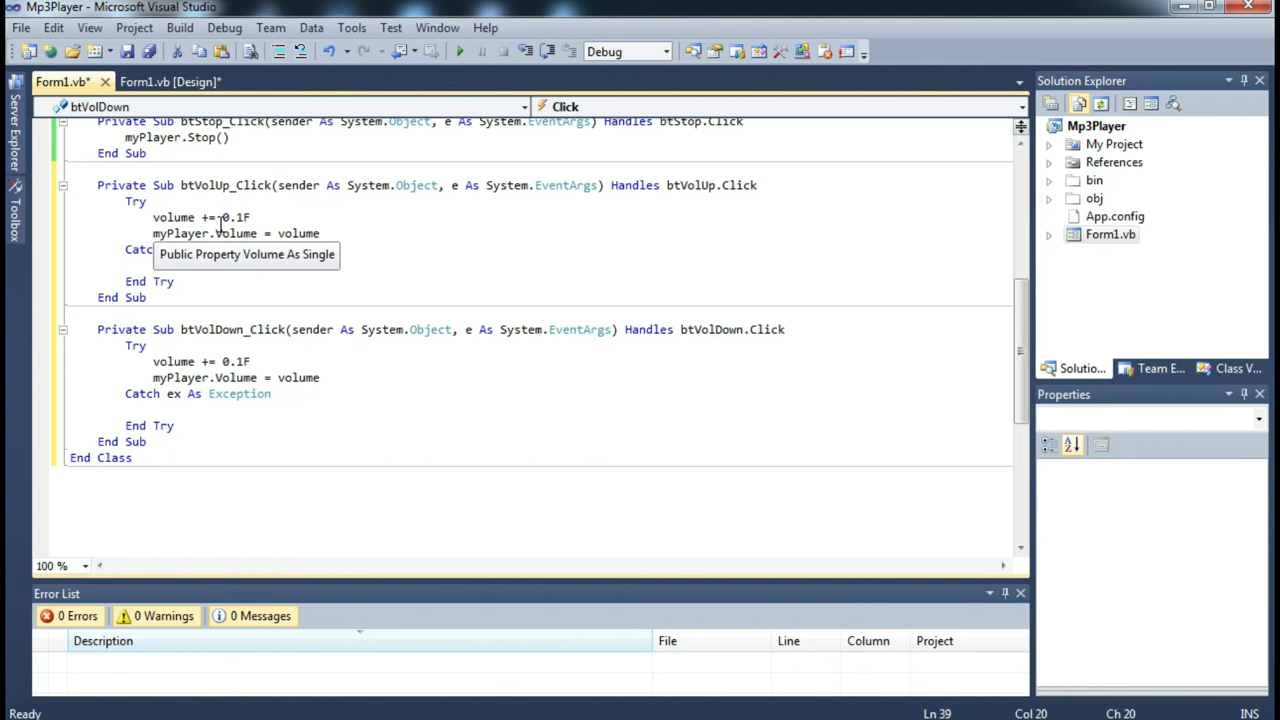 Mp3Player - Microsoft Visual Studio
File Edit View Project Build Debug Team Data Tools Test Window Help
Debug
Form1.vb* Form1.vb [Design]*
btVolDown Click
Private Sub btStop_Click(sender As System.Object, e As System.EventArgs) Handles btStop.Click
myPlayer.Stop()
End Sub
Private Sub btVolUp_Click(sender As System.Object, e As System.EventArgs) Handles btVolUp.Click
Try
volume += 0.1F
myPlayer.Volume = volume
Catc
Public Property Volume As Single
End Try
End Sub
Private Sub btVolDown_Click(sender As System.Object, e As System.EventArgs) Handles btVolDown.Click
Try
volume += 0.1F
myPlayer.Volume = volume
Catch ex As Exception
End Try
End Sub
End Class
100 %
Server Explorer
Toolbox
Solution Explorer
Mp3Player
My Project
References
bin
obj
App.config
Form1.vb
Solutio... Team E... Class V...
Properties
Error List
0 Errors 0 Warnings 0 Messages
Description File Line Column Project
Ready Ln 39 Col 20 Ch 20 INS